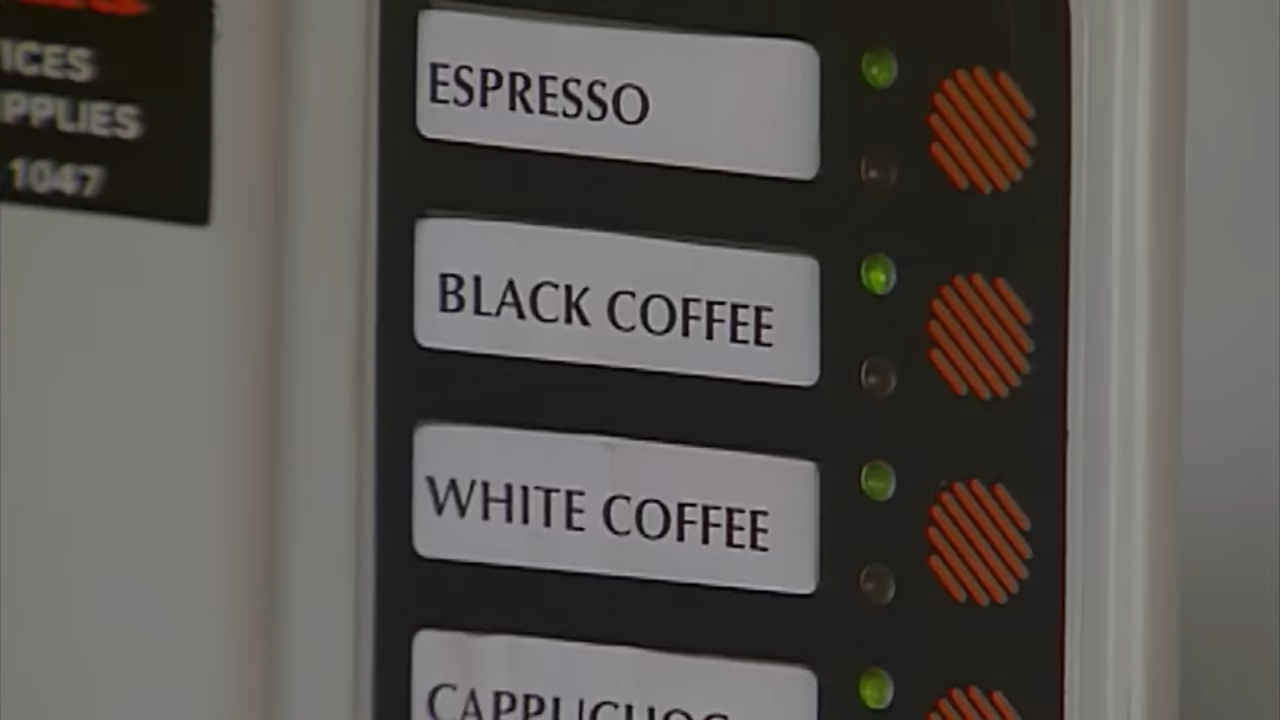 ICES
PPLIES
1047
ESPRESSO
BLACK COFFEE
WHITE COFFEE